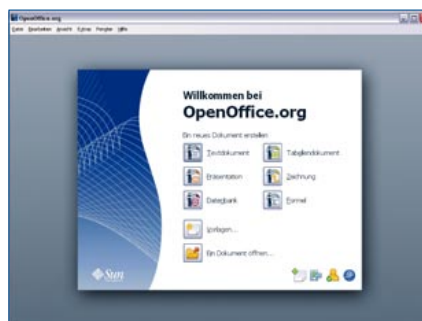 OpenOffice.org
Datei Bearbeiten Ansicht Extras Fenster Hilfe
Willkommen bei
OpenOffice.org
Ein neues Dokument erstellen
Textdokument Tabellendokument
Präsentation Zeichnung
Datenbank Formel
Vorlagen...
Ein Dokument öffnen...
Sun